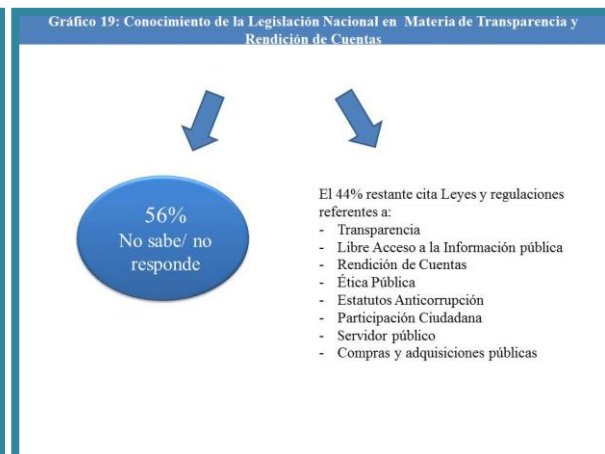 Gráfico 19: Conocimiento de la Legislación Nacional en Materia de Transparencia y
Rendición de Cuentas
56%
No sabe/ no
responde
El 44% restante cita Leyes y regulaciones
referentes a:
- Transparencia
- Libre Acceso a la Información pública
- Rendición de Cuentas
- Ética Pública
- Estatutos Anticorrupción
- Participación Ciudadana
- Servidor público
- Compras y adquisiciones públicas